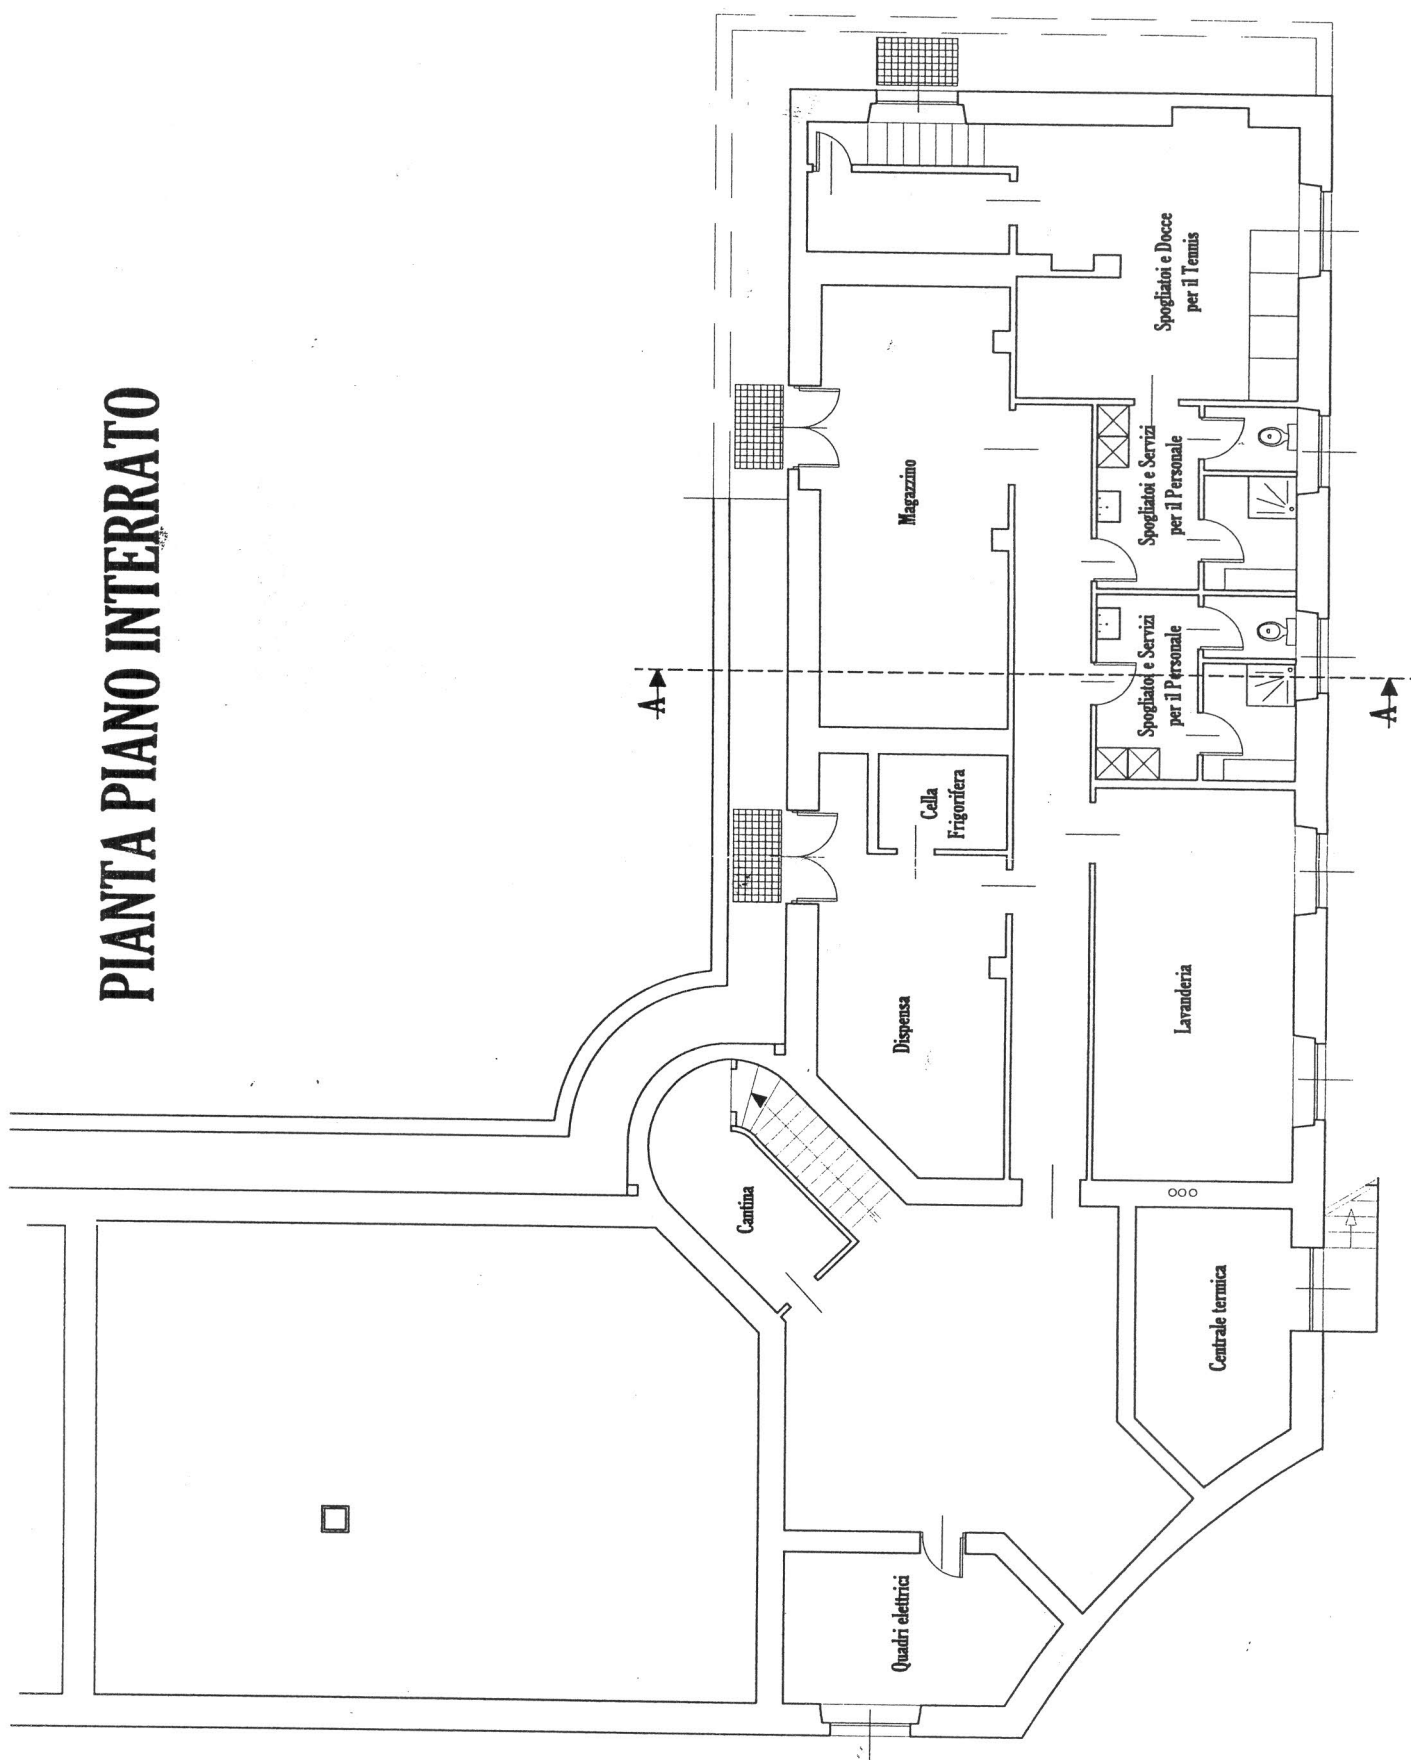 PIANTA PIANO INTERRATO
A
A
Quadri elettrici
Cantina
Dispensa
Cella
Frigorifera
Magazzino
Centrale termica
Lavanderia
Spogliatoi e Servizi
per il Personale
Spogliatoi e Servizi
per il Personale
Spogliatoi e Docce
per il Tennis